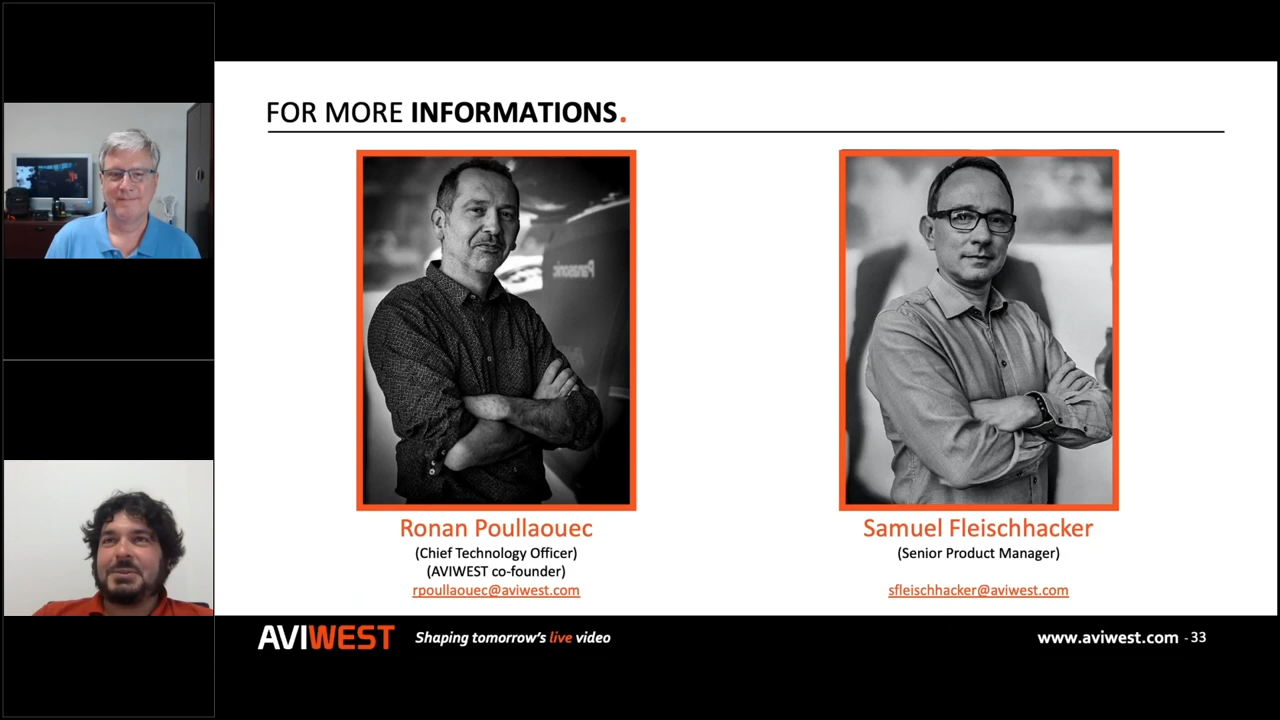 FOR MORE INFORMATIONS.
Panasonic
Ronan Poullaouec
(Chief Technology Officer)
(AVIWEST co-founder)
rpoullaouec@aviwest.com
Samuel Fleischhacker
(Senior Product Manager)
sfleischhacker@aviwest.com
AVIWEST
Shaping tomorrow's live video
www.aviwest.com - 33